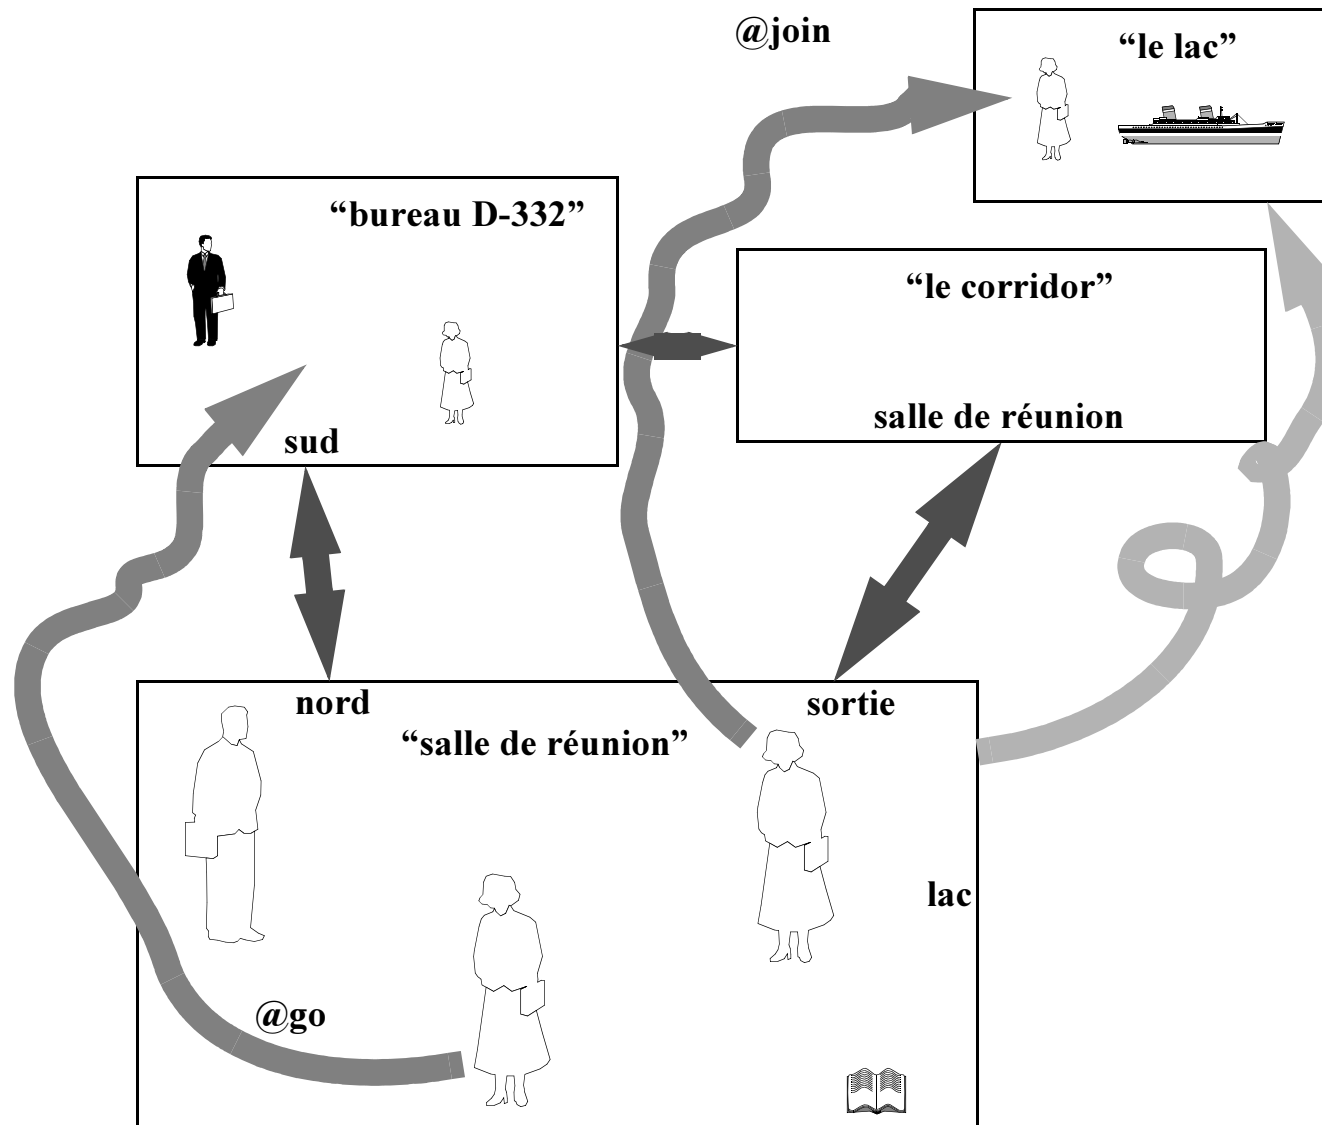 @join
“le lac”
“bureau D-332”
“le corridor”
salle de réunion
sud
nord
sortie
“salle de réunion”
lac
@go